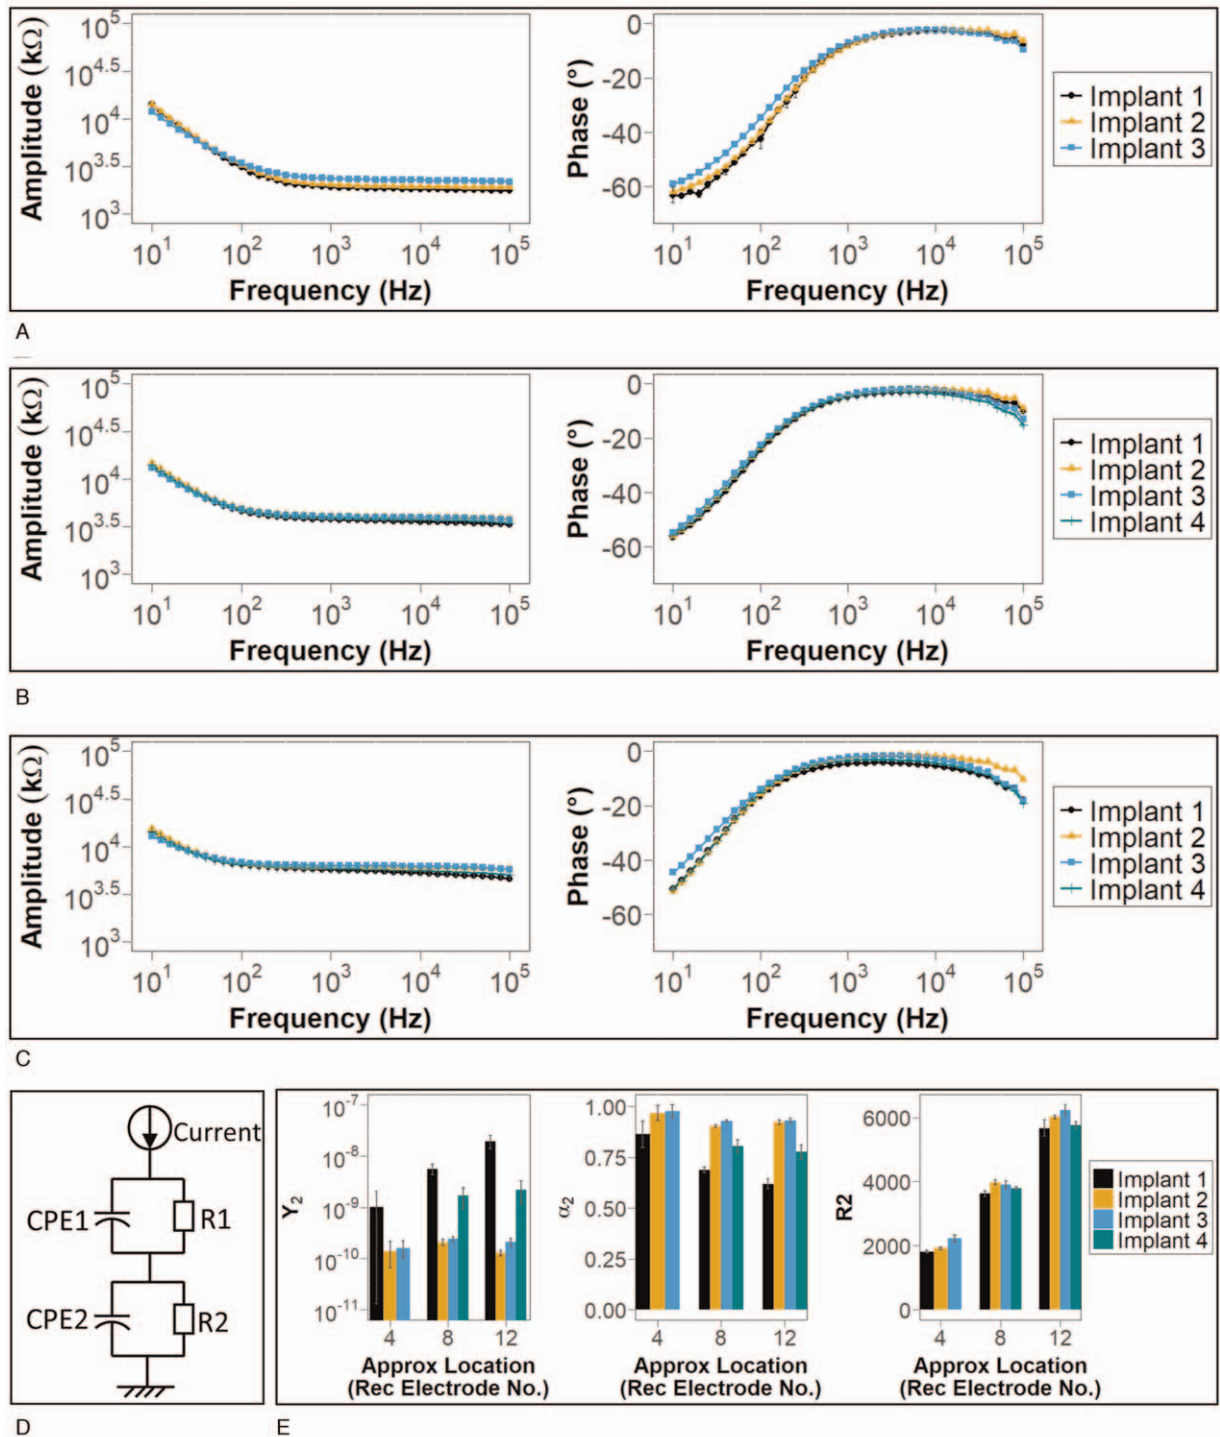 Amplitude (kΩ)
10^5
10^4.5
10^4
10^3.5
10^3
10^1 10^2 10^3 10^4 10^5
Frequency (Hz)
Phase (°)
0
-20
-40
-60
10^1 10^2 10^3 10^4 10^5
Frequency (Hz)
Implant 1
Implant 2
Implant 3
A
Amplitude (kΩ)
10^5
10^4.5
10^4
10^3.5
10^3
10^1 10^2 10^3 10^4 10^5
Frequency (Hz)
Phase (°)
0
-20
-40
-60
10^1 10^2 10^3 10^4 10^5
Frequency (Hz)
Implant 1
Implant 2
Implant 3
Implant 4
B
Amplitude (kΩ)
10^5
10^4.5
10^4
10^3.5
10^3
10^1 10^2 10^3 10^4 10^5
Frequency (Hz)
Phase (°)
0
-20
-40
-60
10^1 10^2 10^3 10^4 10^5
Frequency (Hz)
Implant 1
Implant 2
Implant 3
Implant 4
C
Current
CPE1
R1
CPE2
R2
D
Y₂
10^-7
10^-8
10^-9
10^-10
10^-11
4 8 12
Approx Location
(Rec Electrode No.)
α₂
1.00
0.75
0.50
0.25
0.00
4 8 12
Approx Location
(Rec Electrode No.)
R2
6000
4000
2000
0
4 8 12
Approx Location
(Rec Electrode No.)
Implant 1
Implant 2
Implant 3
Implant 4
E